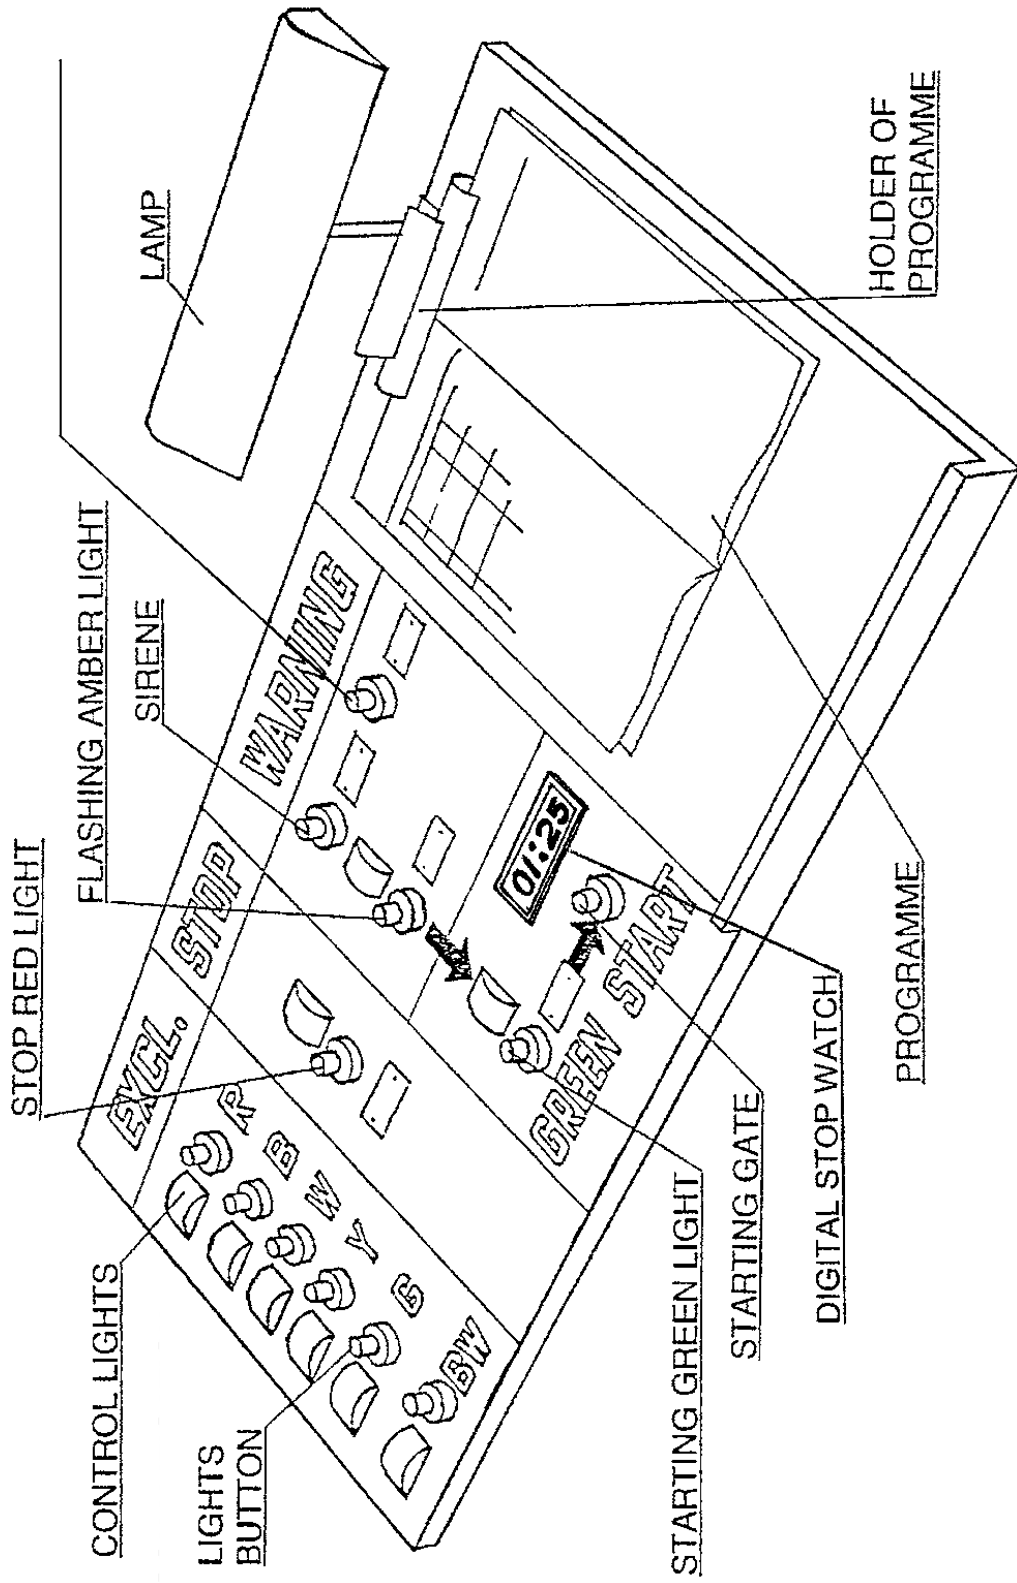 STOP RED LIGHT
FLASHING AMBER LIGHT
SIRENE
LAMP
CONTROL LIGHTS
LIGHTS
BUTTON
EXCL.
STOP
WARNING
R
B
W
Y
G
BW
01:25
GREEN START
HOLDER OF
PROGRAMME
STARTING GREEN LIGHT
STARTING GATE
DIGITAL STOP WATCH
PROGRAMME